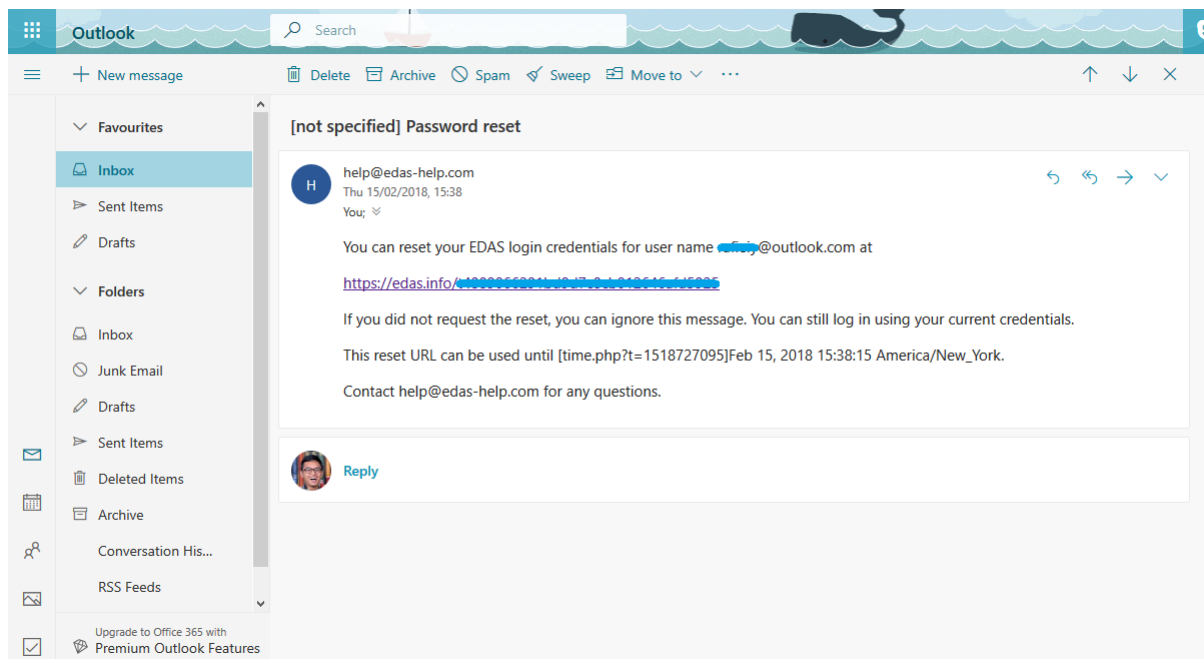 Outlook
Search
New message
Delete
Archive
Spam
Sweep
Move to
Favourites
Inbox
Sent Items
Drafts
Folders
Inbox
Junk Email
Drafts
Sent Items
Deleted Items
Archive
Conversation His...
RSS Feeds
Upgrade to Office 365 with
Premium Outlook Features
[not specified] Password reset
H
help@edas-help.com
Thu 15/02/2018, 15:38
You;
You can reset your EDAS login credentials for user name @outlook.com at
https://edas.info/
If you did not request the reset, you can ignore this message. You can still log in using your current credentials.
This reset URL can be used until [time.php?t=1518727095]Feb 15, 2018 15:38:15 America/New_York.
Contact help@edas-help.com for any questions.
Reply